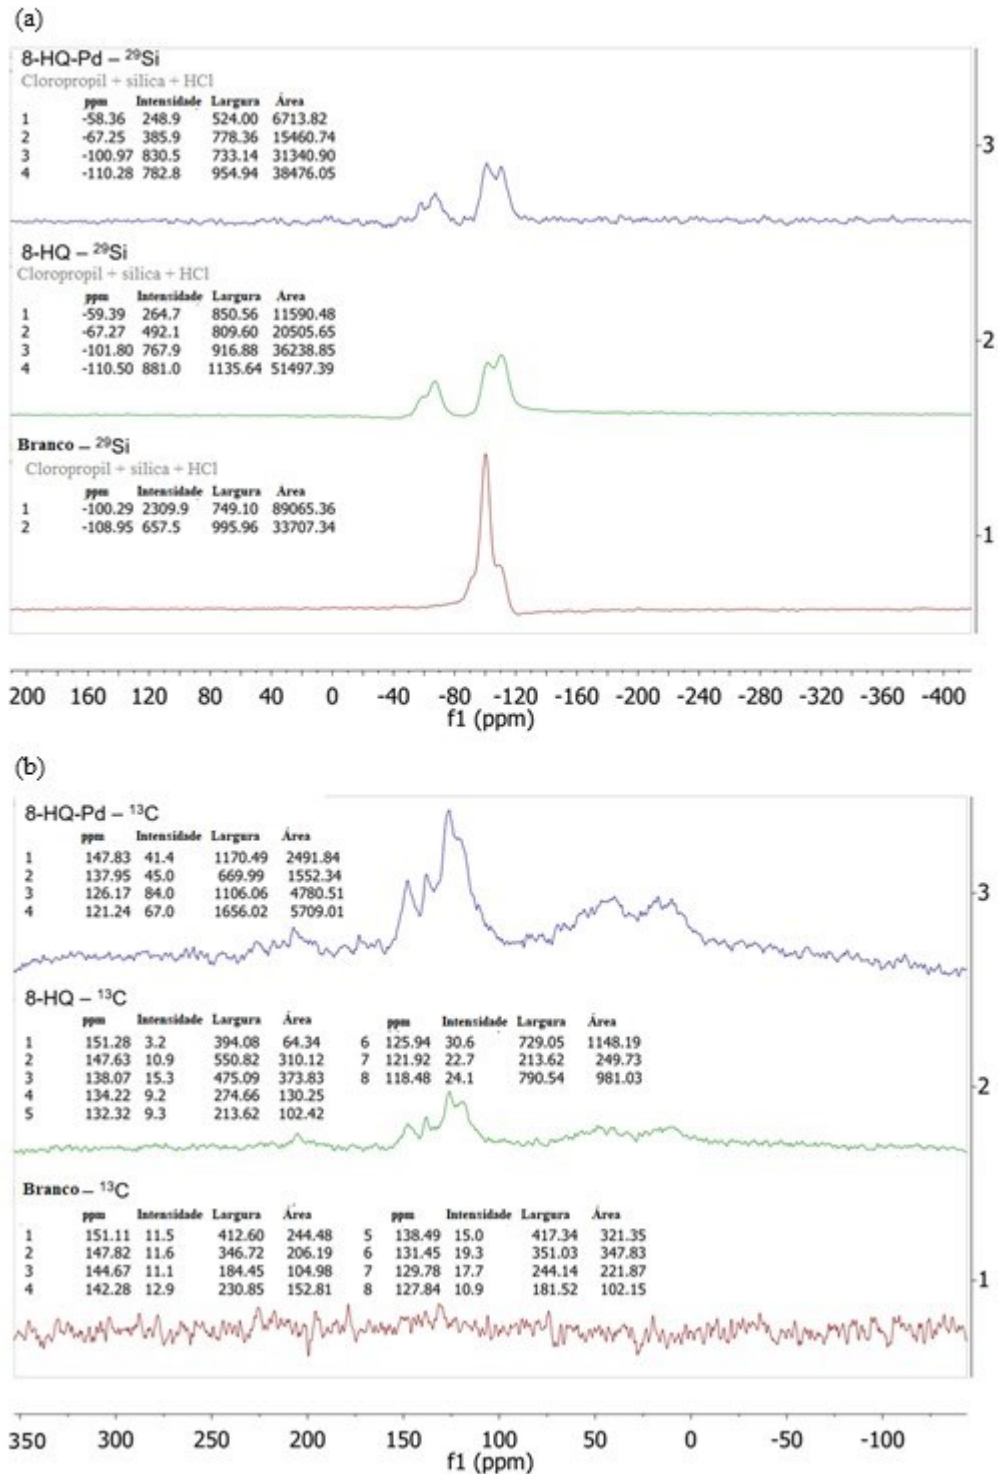 (a)
8-HQ-Pd – ²⁹Si
Cloropropil + silica + HCl
ppm Intensidade Largura Área
1 -58.36 248.9 524.00 6713.82
2 -67.25 385.9 778.36 15460.74
3 -100.97 830.5 733.14 31340.90
4 -110.28 782.8 954.94 38476.05
3
8-HQ – ²⁹Si
Cloropropil + silica + HCl
ppm Intensidade Largura Área
1 -59.39 264.7 850.56 11590.48
2 -67.27 492.1 809.60 20505.65
3 -101.80 767.9 916.88 36238.85
4 -110.50 881.0 1135.64 51497.39
2
Branco – ²⁹Si
Cloropropil + silica + HCl
ppm Intensidade Largura Área
1 -100.29 2309.9 749.10 89065.36
2 -108.95 657.5 995.96 33707.34
1
200 160 120 80 40 0 -40 -80 -120 -160 -200 -240 -280 -320 -360 -400
f1 (ppm)
(b)
8-HQ-Pd – ¹³C
ppm Intensidade Largura Área
1 147.83 41.4 1170.49 2491.84
2 137.95 45.0 669.99 1552.34
3 126.17 84.0 1106.06 4780.51
4 121.24 67.0 1656.02 5709.01
3
8-HQ – ¹³C
ppm Intensidade Largura Área ppm Intensidade Largura Área
1 151.28 3.2 394.08 64.34 6 125.94 30.6 729.05 1148.19
2 147.63 10.9 550.82 310.12 7 121.92 22.7 213.62 249.73
3 138.07 15.3 475.09 373.83 8 118.48 24.1 790.54 981.03
4 134.22 9.2 274.66 130.25
5 132.32 9.3 213.62 102.42
2
Branco – ¹³C
ppm Intensidade Largura Área ppm Intensidade Largura Área
1 151.11 11.5 412.60 244.48 5 138.49 15.0 417.34 321.35
2 147.82 11.6 346.72 206.19 6 131.45 19.3 351.03 347.83
3 144.67 11.1 184.45 104.98 7 129.78 17.7 244.14 221.87
4 142.28 12.9 230.85 152.81 8 127.84 10.9 181.52 102.15
1
350 300 250 200 150 100 50 0 -50 -100
f1 (ppm)